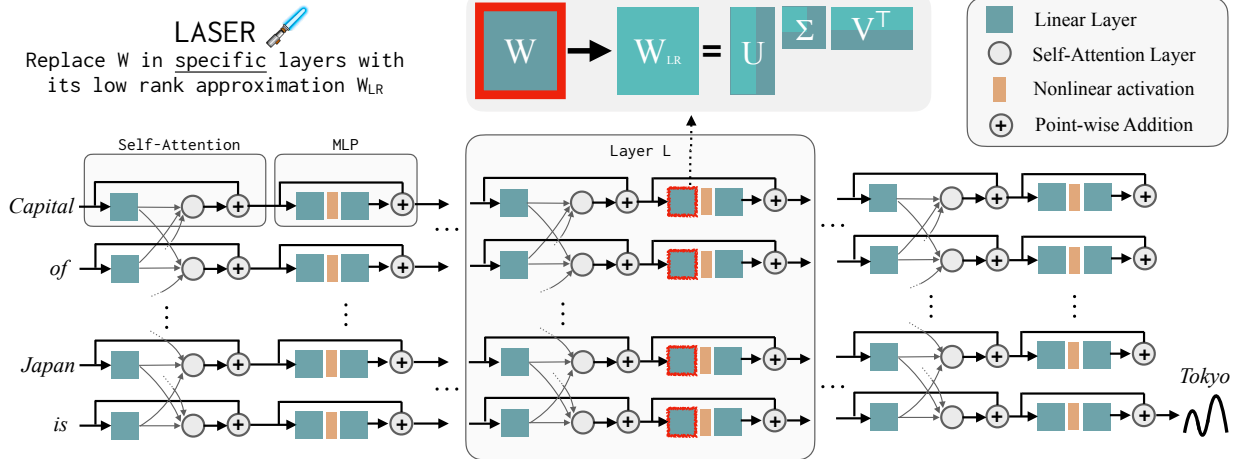 LASER
Replace W in specific layers with
its low rank approximation W_LR
W
W_LR
=
U
Σ
V^⊤
Linear Layer
Self-Attention Layer
Nonlinear activation
+ Point-wise Addition
Self-Attention
MLP
Layer L
Capital
of
Japan
is
Tokyo